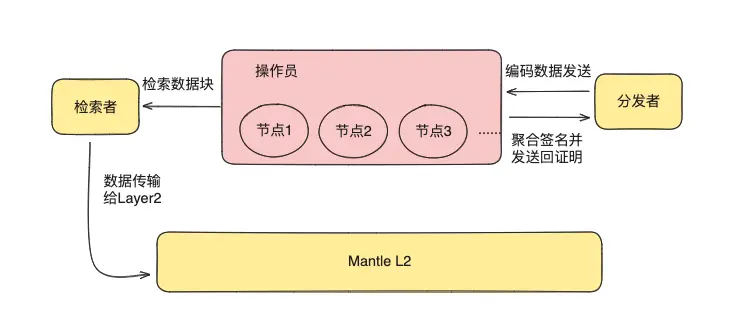 操作员
检索数据块
编码数据发送
检索者
分发者
节点1
节点2
节点3
......
聚合签名并
发送回证明
数据传输
给Layer2
Mantle L2